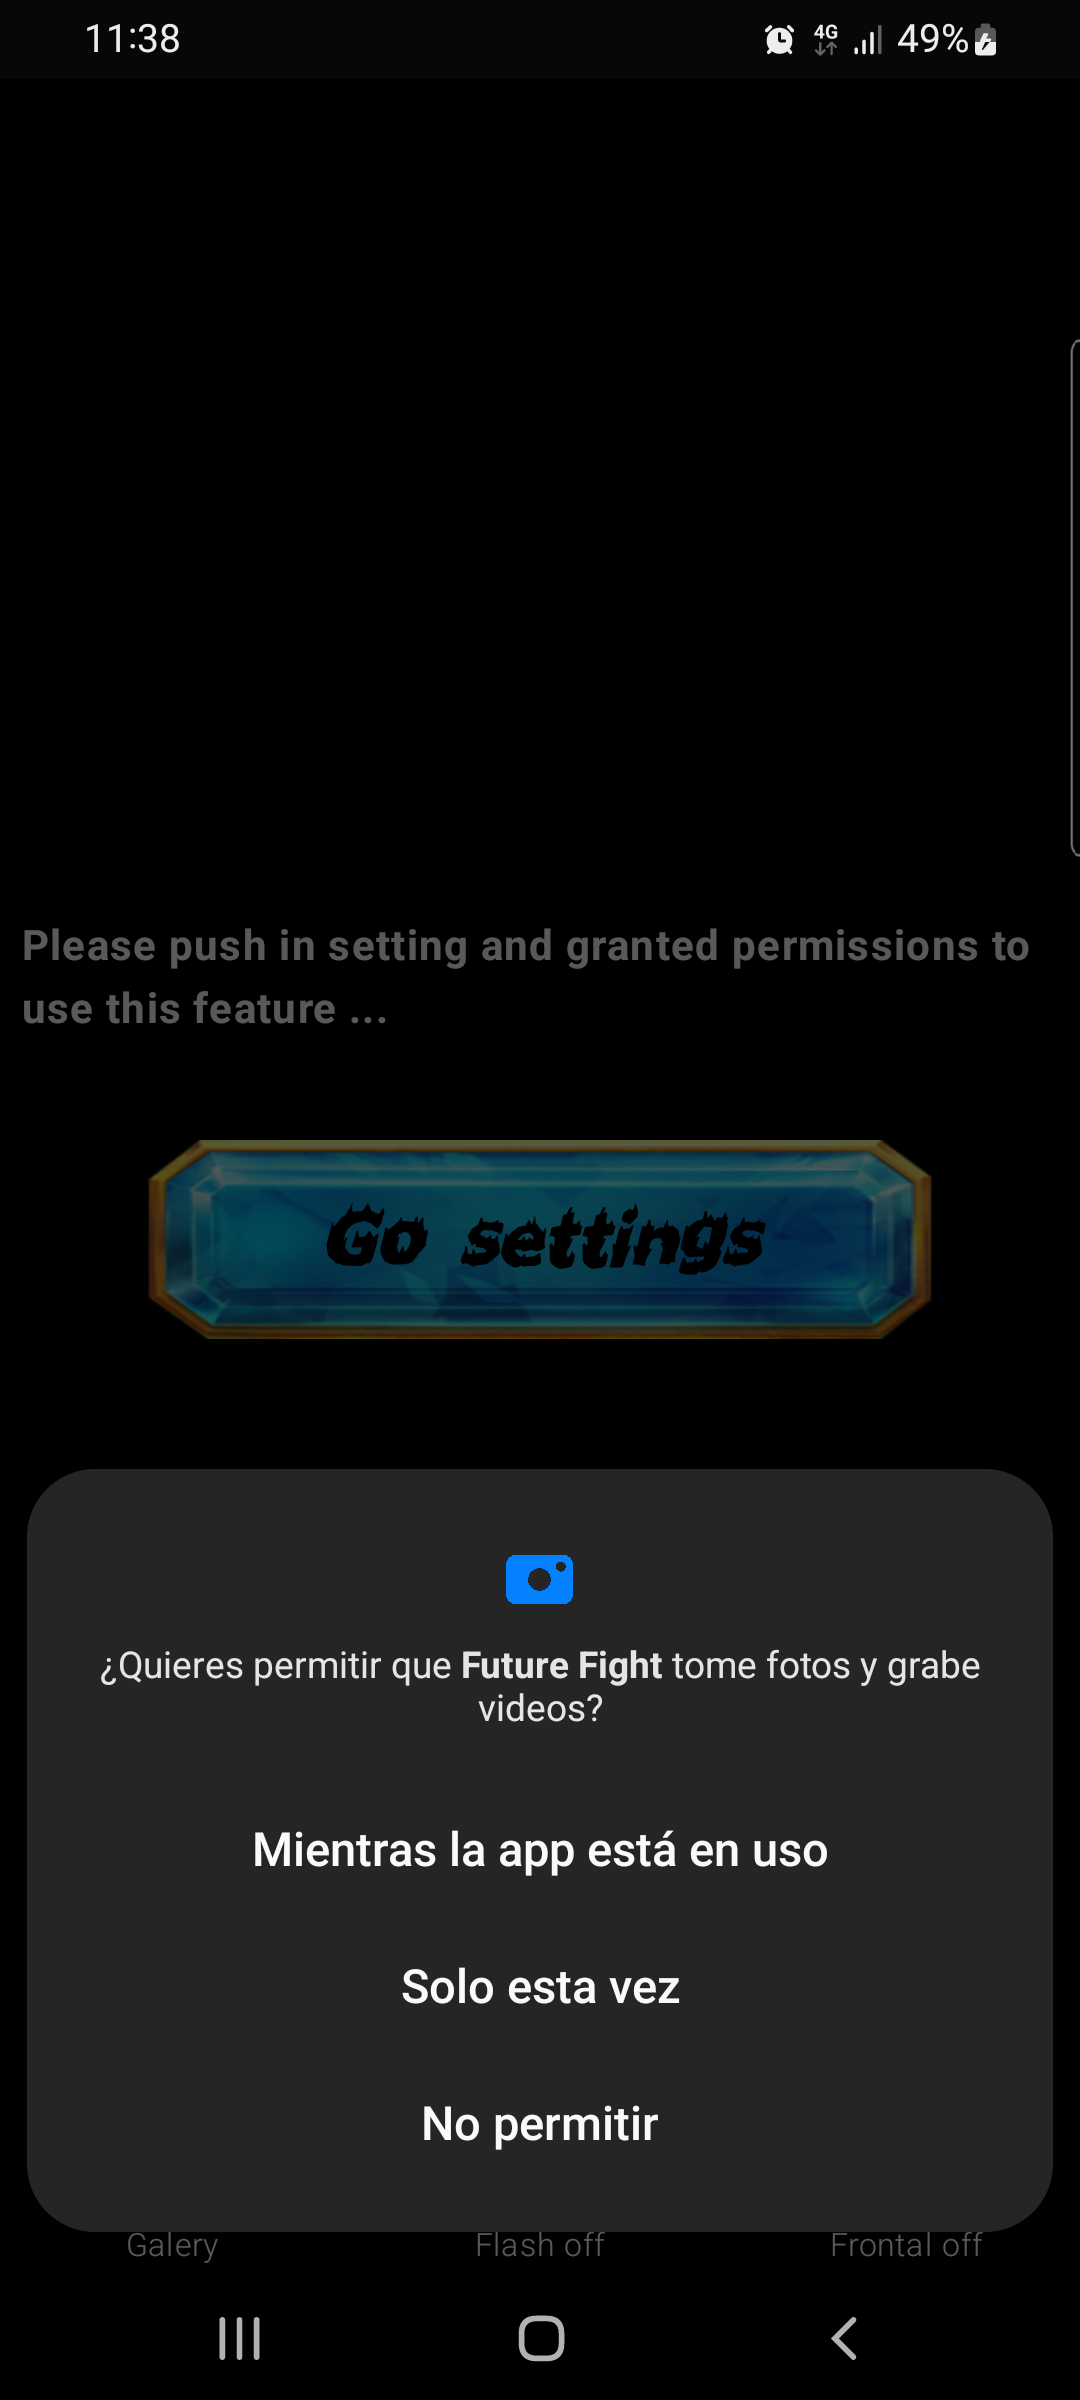 11:38
4G
49%
Please push in setting and granted permissions to
use this feature ...
Go settings
¿Quieres permitir que Future Fight tome fotos y grabe
videos?
Mientras la app está en uso
Solo esta vez
No permitir
Galery Flash off Frontal off